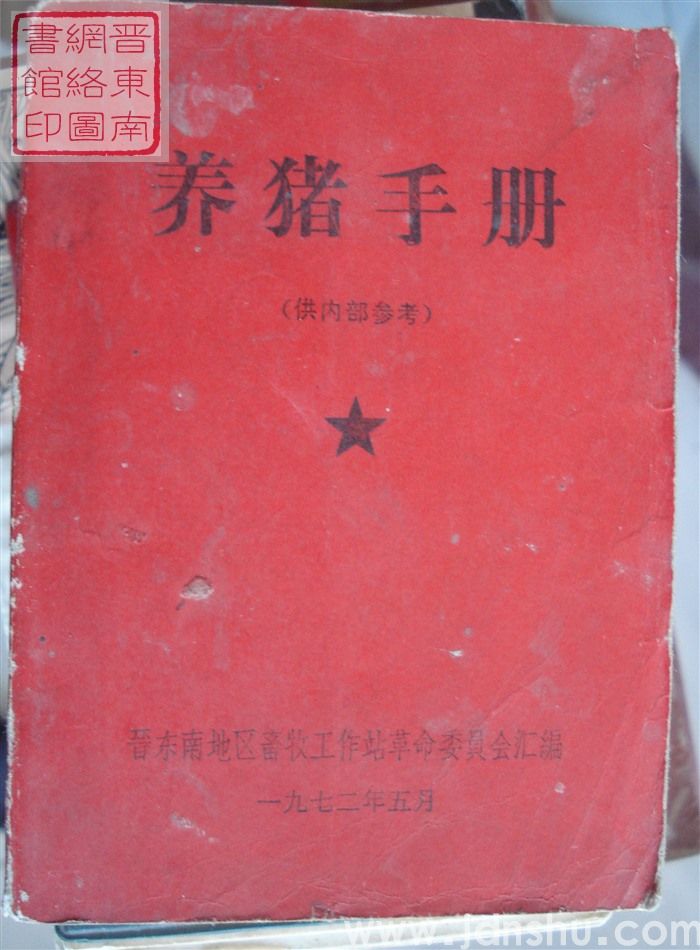 晋東南
網絡圖
書館印
养猪手册
(供内部参考)
晋东南地区畜牧工作站革命委員会汇编
一九七二年五月
www.jdnshu.com